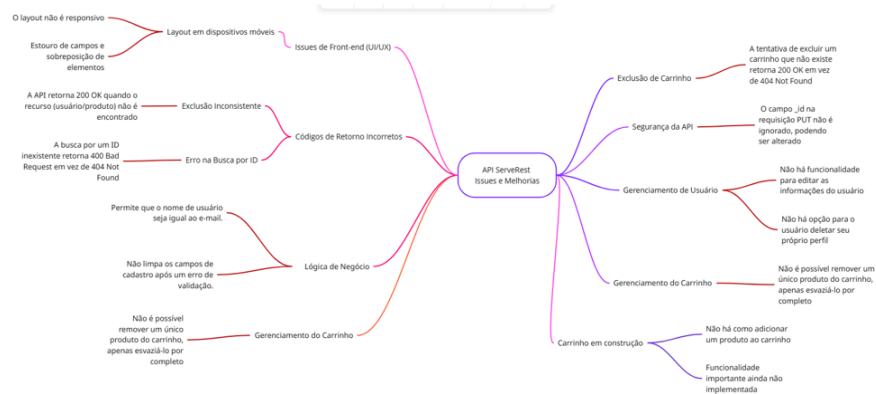 O layout não é responsivo
Estouro de campos e
sobreposição de
elementos
Layout em dispositivos móveis
Issues de Front-end (UI/UX)
A API retorna 200 OK quando o
recurso (usuário/produto) não é
encontrado
Exclusão Inconsistente
A busca por um ID
inexistente retorna 400 Bad
Request em vez de 404 Not
Found
Erro na Busca por ID
Códigos de Retorno Incorretos
Permite que o nome de usuário
seja igual ao e-mail.
Não limpa os campos de
cadastro após um erro de
validação.
Lógica de Negócio
Não é possível
remover um único
produto do carrinho,
apenas esvaziá-lo por
completo
Gerenciamento do Carrinho
API ServeRest
Issues e Melhorias
Exclusão de Carrinho
A tentativa de excluir um
carrinho que não existe
retorna 200 OK em vez
de 404 Not Found
Segurança da API
O campo _id na
requisição PUT não é
ignorado, podendo
ser alterado
Gerenciamento de Usuário
Não há funcionalidade
para editar as
informações do usuário
Não há opção para o
usuário deletar seu
próprio perfil
Gerenciamento do Carrinho
Não é possível remover um
único produto do carrinho,
apenas esvaziá-lo por
completo
Carrinho em construção
Não há como adicionar
um produto ao carrinho
Funcionalidade
importante ainda não
implementada